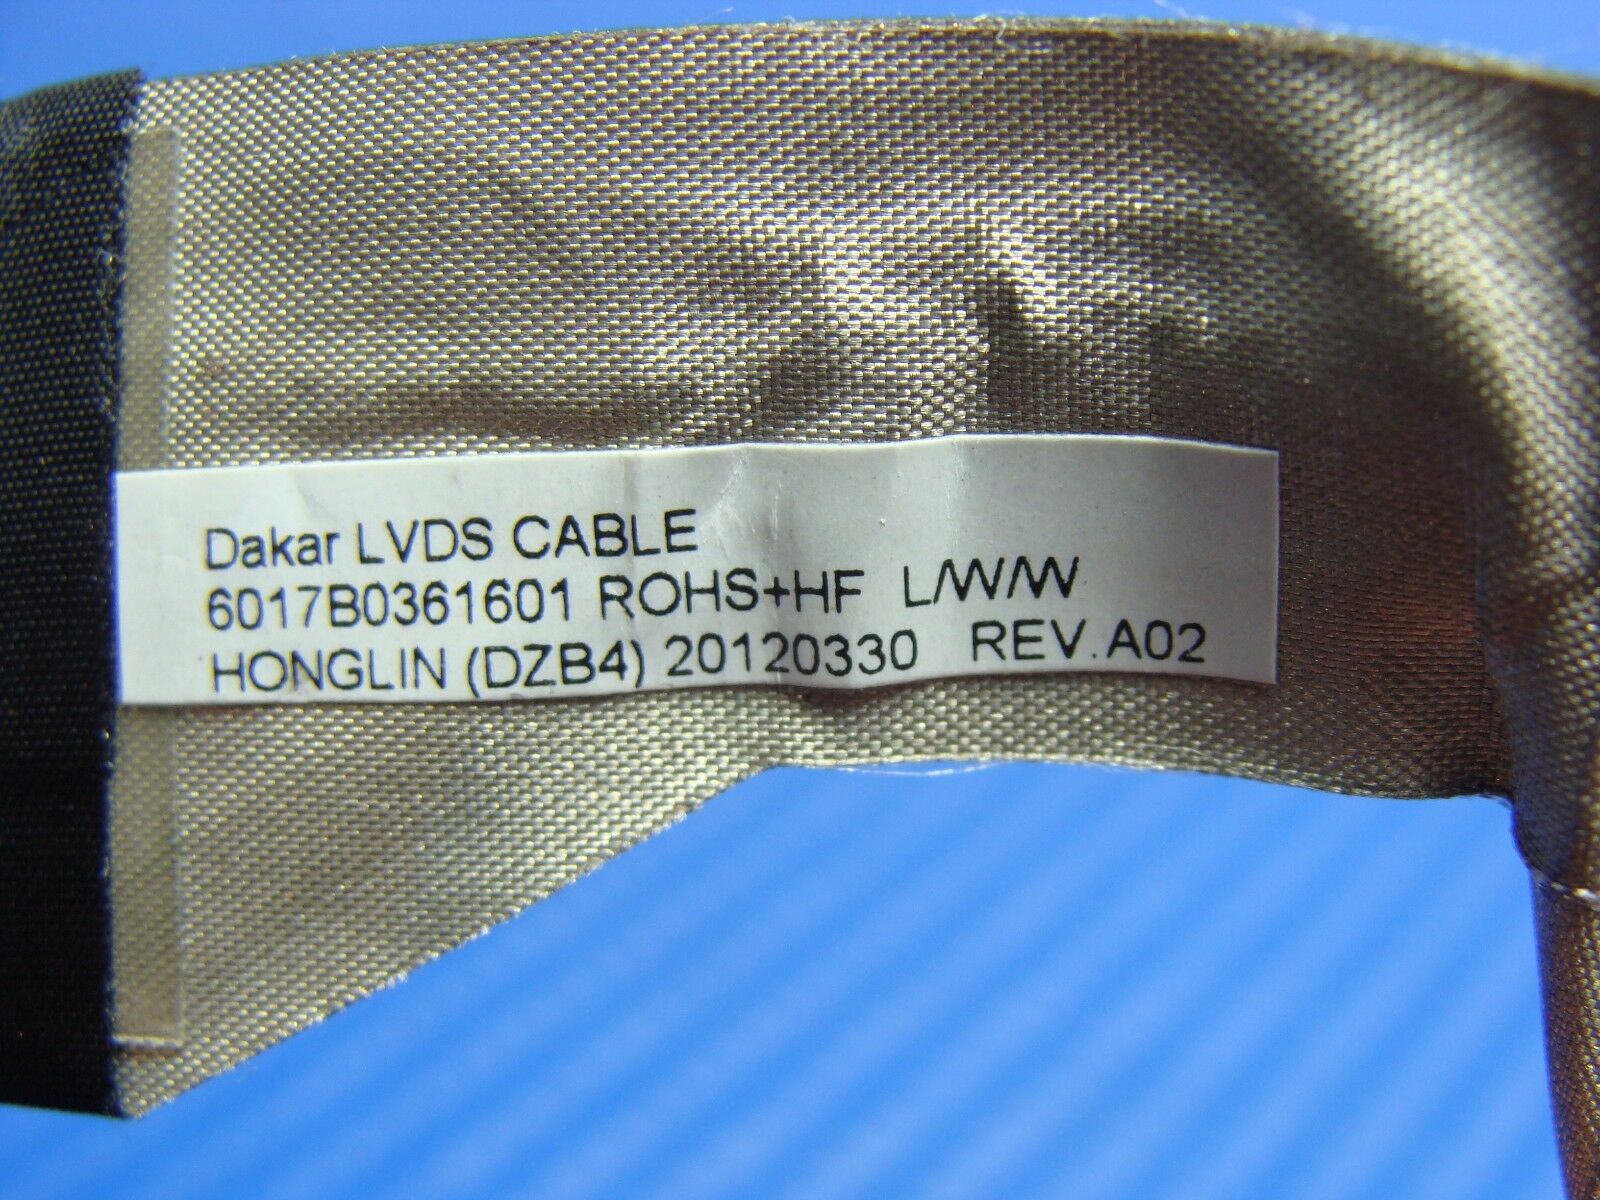 Dakar LVDS CABLE
6017B0361601 ROHS+HF L/W/W
HONGLIN (DZB4) 20120330 REV.A02